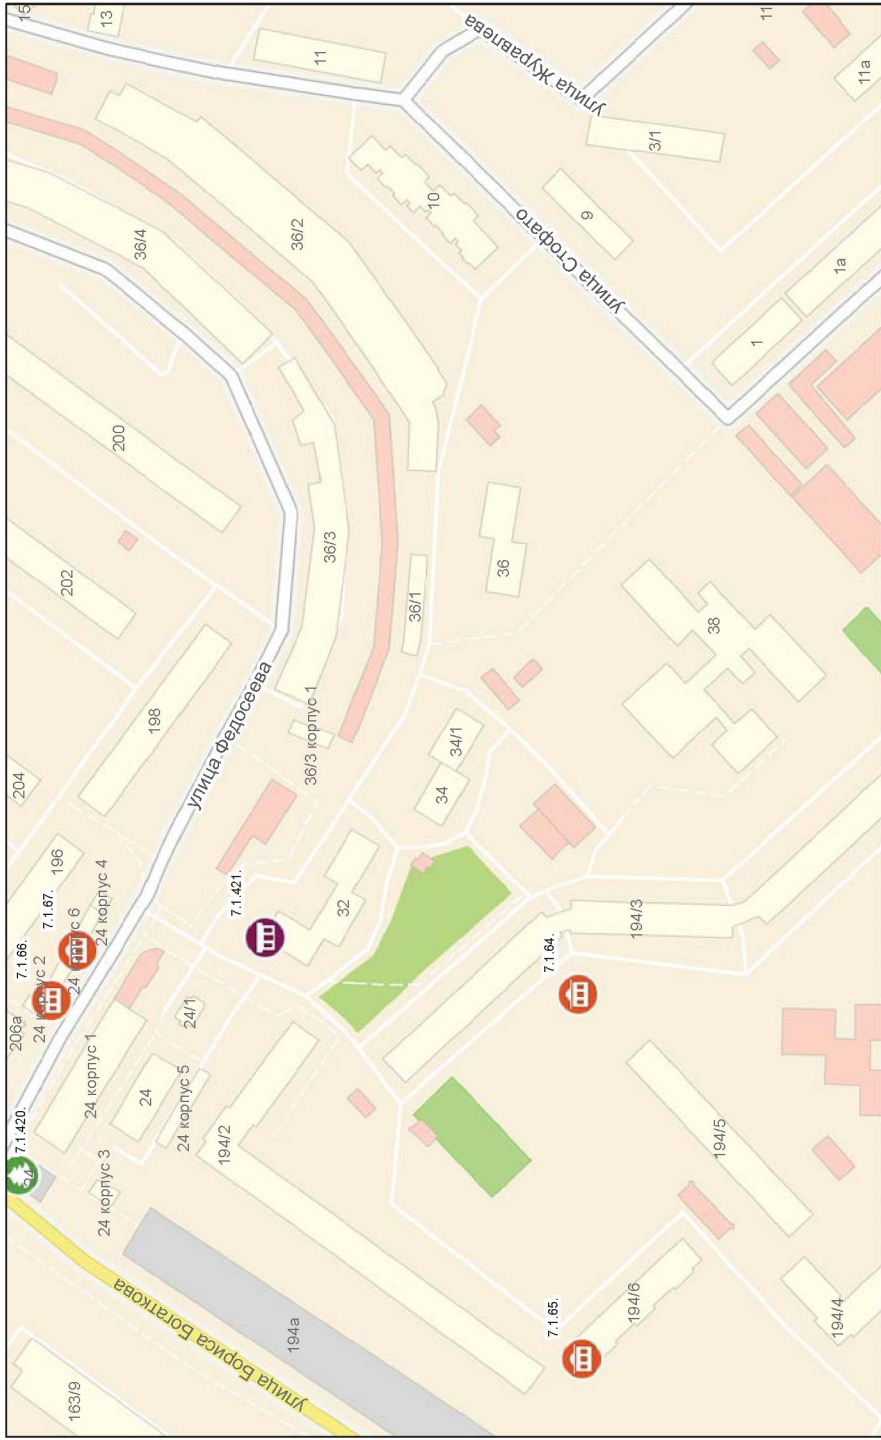 15
13
11
улица Журавлева
11
11а
3/1
36/4
36/2
10
9
улица Стофато
1а
1
200
202
36/3
36/1
36
38
198
улица Федосеева
36/3 корпус 1
34/1
34
204
196
7.1.67.
24 корпус 4
24 корпус 6
7.1.66.
24 корпус 2
206а
7.1.421.
32
194/3
7.1.64.
24/1
24 корпус 1
24
24 корпус 5
7.1.420.
24
24 корпус 3
194/2
194/5
улица Бориса Богаткова
194а
7.1.65.
194/6
194/4
163/9